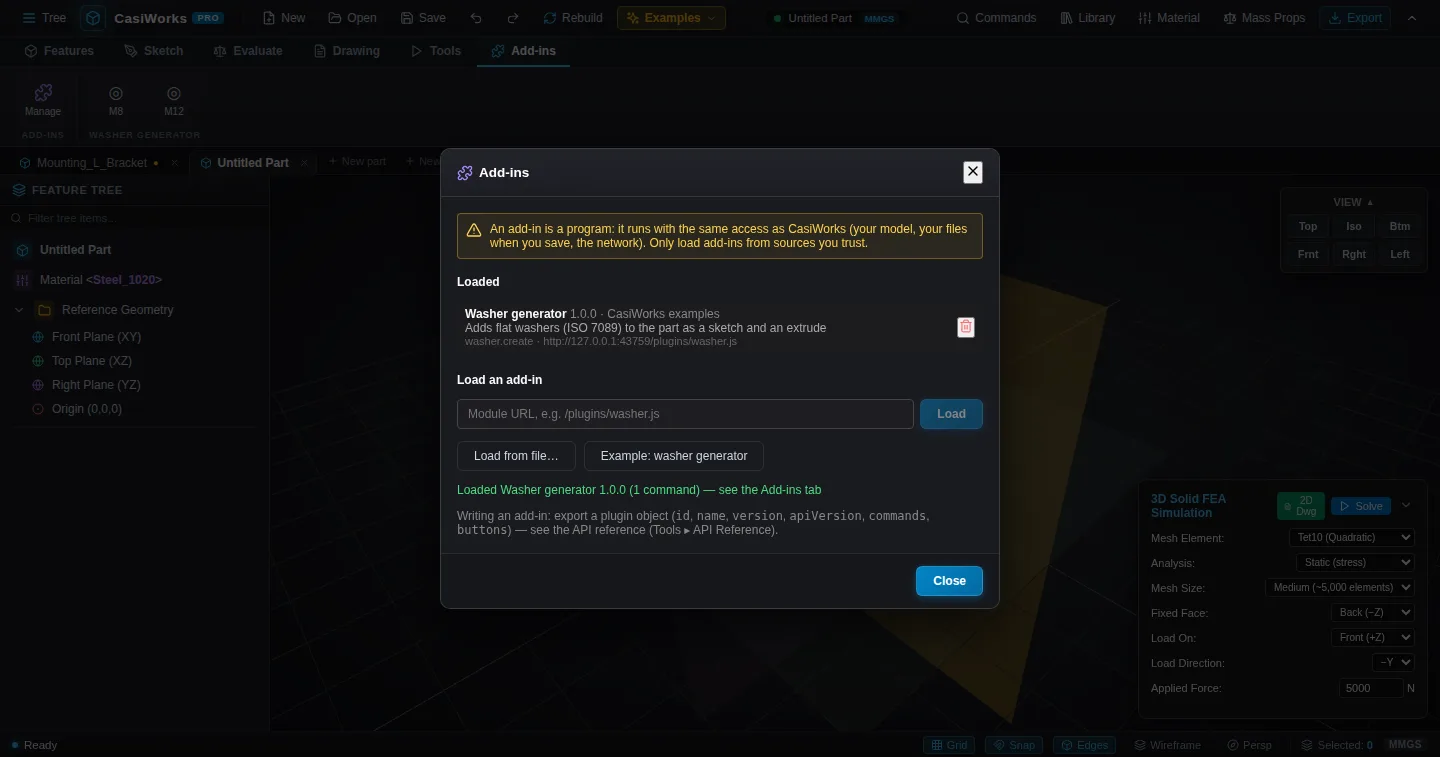 Tree CasiWorks PRO New Open Save Rebuild Examples Untitled Part MMGS Commands Library Material Mass Props Export
Features Sketch Evaluate Drawing Tools Add-ins
Manage M8 M12
ADD-INS WASHER GENERATOR
Mounting_L_Bracket Untitled Part + New part + New
FEATURE TREE
Filter tree items...
Untitled Part
Material <Steel_1020>
Reference Geometry
Front Plane (XY)
Top Plane (XZ)
Right Plane (YZ)
Origin (0,0,0)
Add-ins
An add-in is a program: it runs with the same access as CasiWorks (your model, your files
when you save, the network). Only load add-ins from sources you trust.
Loaded
Washer generator 1.0.0 · CasiWorks examples
Adds flat washers (ISO 7089) to the part as a sketch and an extrude
washer.create · http://127.0.0.1:43759/plugins/washer.js
Load an add-in
Module URL, e.g. /plugins/washer.js Load
Load from file… Example: washer generator
Loaded Washer generator 1.0.0 (1 command) — see the Add-ins tab
Writing an add-in: export a plugin object (id, name, version, apiVersion, commands,
buttons) — see the API reference (Tools ▸ API Reference).
Close
VIEW ▲
Top Iso Btm
Frnt Rght Left
3D Solid FEA
Simulation
2D
Dwg
Solve
Mesh Element: Tet10 (Quadratic)
Analysis: Static (stress)
Mesh Size: Medium (~5,000 elements)
Fixed Face: Back (−Z)
Load On: Front (+Z)
Load Direction: −Y
Applied Force: 5000 N
Ready Grid Snap Edges Wireframe Persp Selected: 0 MMGS